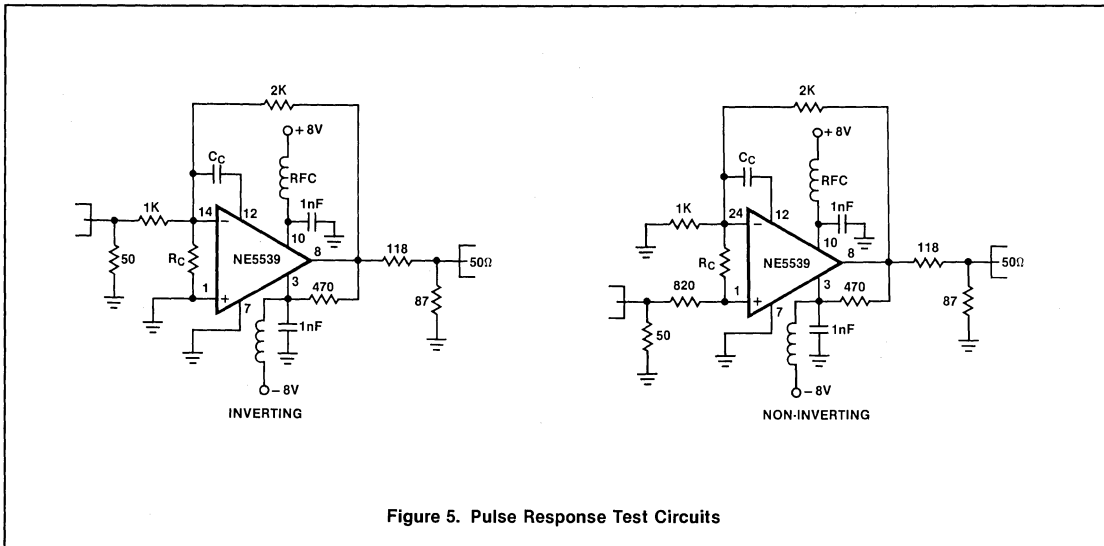 2K
+8V
CC
RFC
1nF
1K
14
12
10
8
118
50Ω
50
RC
NE5539
1
7
3
470
87
1nF
-8V
INVERTING
2K
+8V
CC
RFC
1nF
1K
24
12
10
8
118
50Ω
RC
NE5539
820
1
7
3
470
87
50
1nF
-8V
NON-INVERTING
Figure 5. Pulse Response Test Circuits